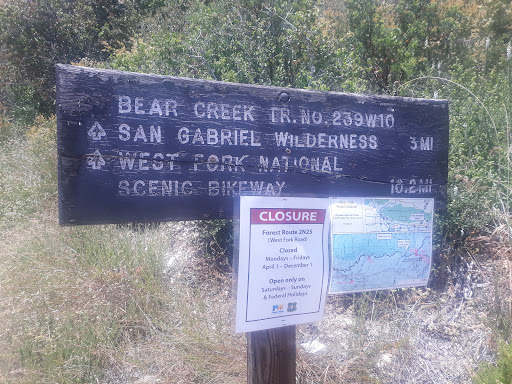 BEAR CREEK TR. NO. 239W10
SAN GABRIEL WILDERNESS 3 MI
WEST FORK NATIONAL
SCENIC BIKEWAY 10.2 MI
CLOSURE
Forest Route 2N25
(West Fork Road)
Closed
Mondays - Fridays
April 1 - December 1
Open only on
Saturdays - Sundays
& Federal Holidays